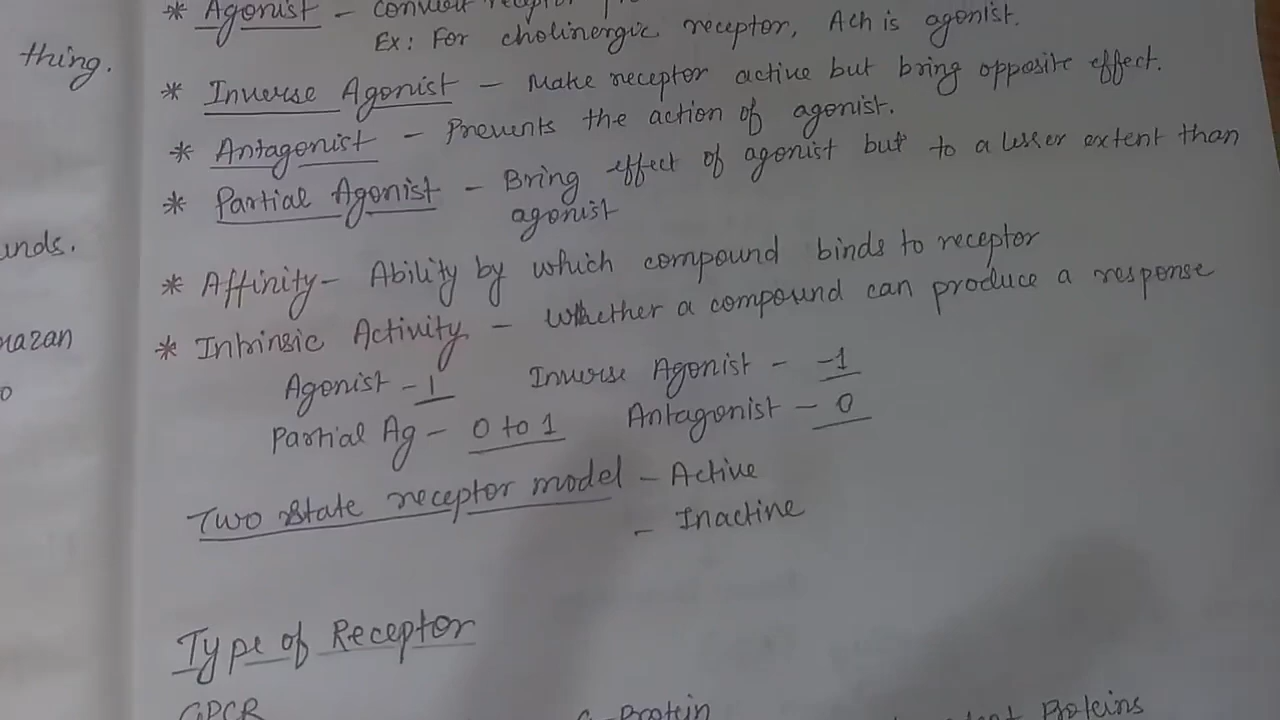 thing.
unds.
* Agonist -
Ex: For cholinergic receptor, Ach is agonist.
* Inverse Agonist - Make receptor active but bring opposite effect.
* Antagonist - Prevents the action of agonist.
* Partial Agonist - Bring effect of agonist but to a lesser extent than
agonist
* Affinity - Ability by which compound binds to receptor
* Intrinsic Activity - Whether a compound can produce a response
Agonist - 1 Inverse Agonist - -1
Partial Ag - 0 to 1 Antagonist - 0
Two state receptor model - Active
- Inactive
Type of Receptor
GPCR Protein Proteins